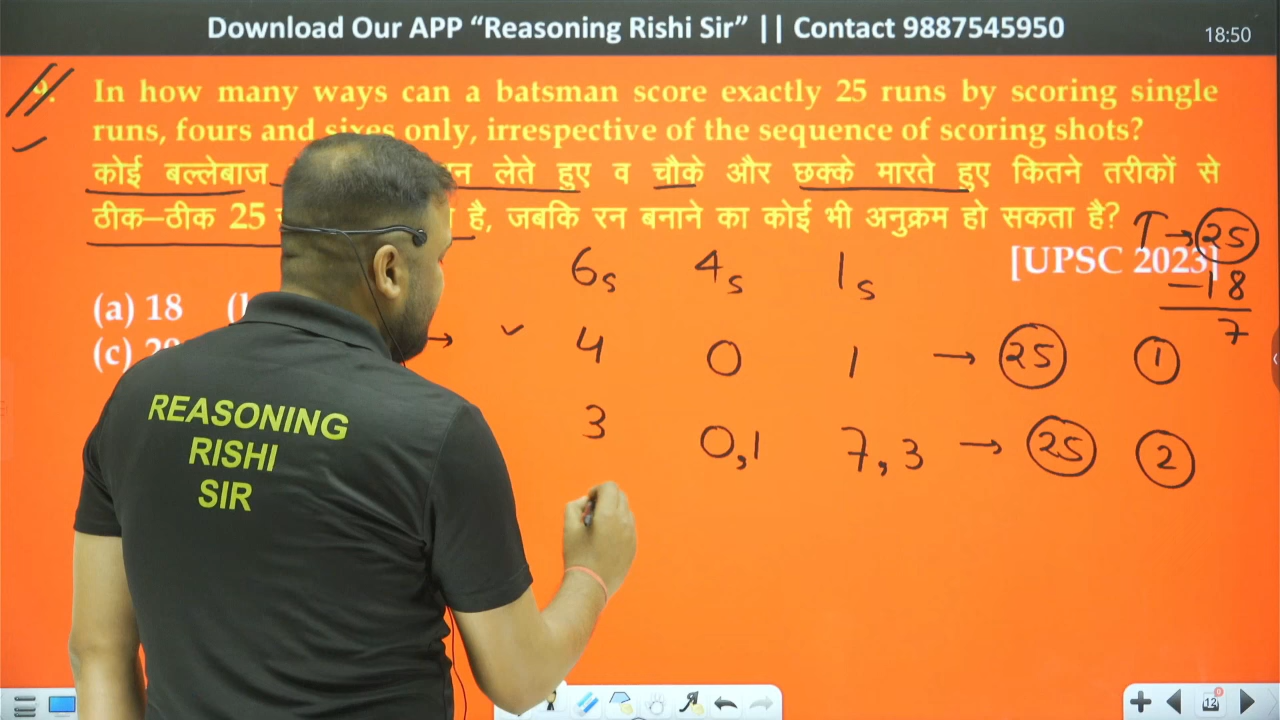 Download Our APP “Reasoning Rishi Sir” || Contact 9887545950
18:50
9. In how many ways can a batsman score exactly 25 runs by scoring single
runs, fours and sixes only, irrespective of the sequence of scoring shots?
कोई बल्लेबाज लेते हुए व चौके और छक्के मारते हुए कितने तरीकों से
ठीक–ठीक 25 है, जबकि रन बनाने का कोई भी अनुक्रम हो सकता है?
[UPSC 2023]
T → 25
–18
7
(a) 18
(c)
6s 4s 1s
4 0 1 → 25 1
3 0,1 7,3 → 25 2
REASONING
RISHI
SIR
12